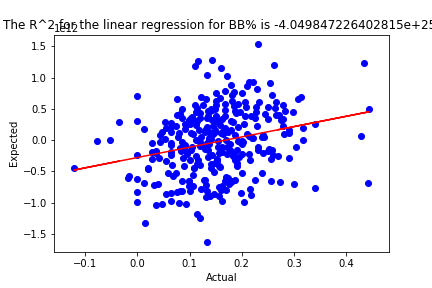 The R^2 for the linear regression for BB% is -4.049847226402815e+25
1e12
1.5
1.0
0.5
0.0
−0.5
−1.0
−1.5
Expected
−0.1 0.0 0.1 0.2 0.3 0.4
Actual